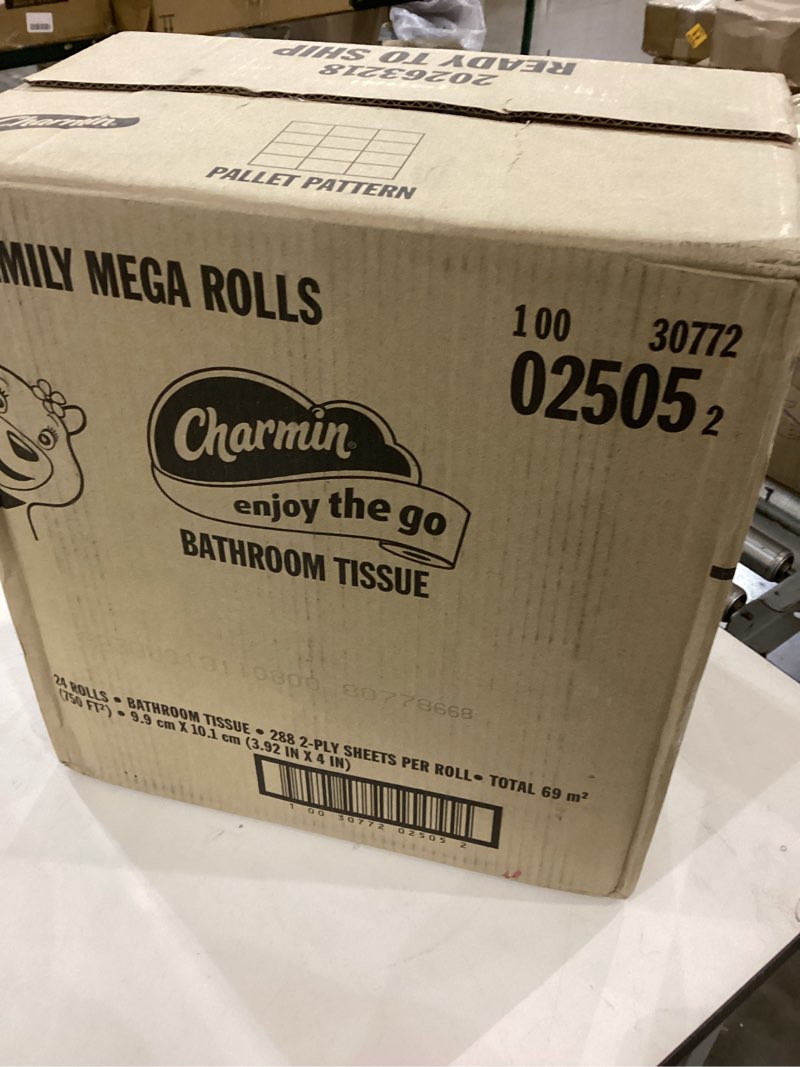 READY TO SHIP
20263218
Charmin
PALLET PATTERN
MILY MEGA ROLLS
100 30772
02505 2
Charmin®
enjoy the go
BATHROOM TISSUE
80778668
24 ROLLS • BATHROOM TISSUE • 288 2-PLY SHEETS PER ROLL • TOTAL 69 m²
(750 FT²) • 9.9 cm X 10.1 cm (3.92 IN X 4 IN)
1 00 30772 02505 2